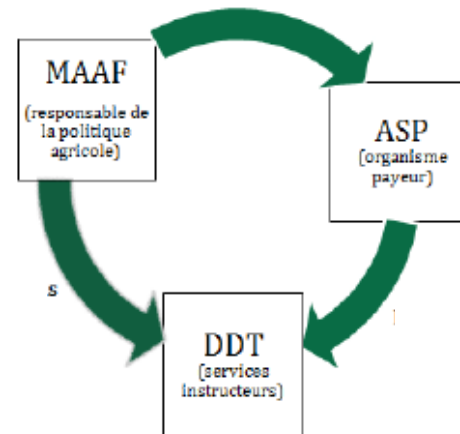 MAAF
(responsable de
la politique
agricole)
ASP
(organisme
payeur)
s
DDT
(services
instructeurs)